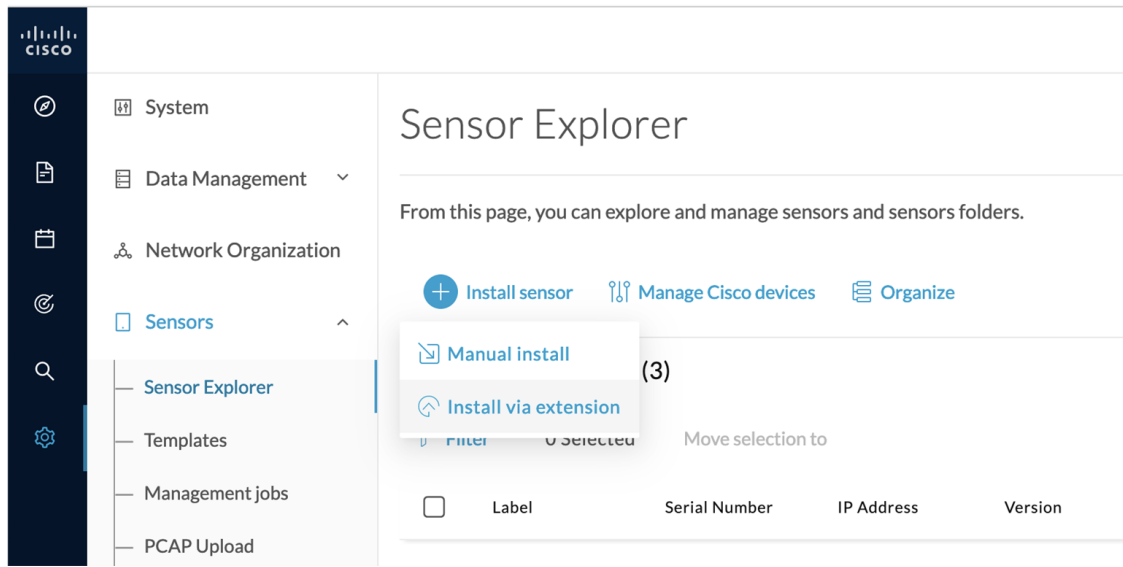 CISCO
System
Data Management
Network Organization
Sensors
Sensor Explorer
Templates
Management jobs
PCAP Upload
Sensor Explorer
From this page, you can explore and manage sensors and sensors folders.
Install sensor
Manage Cisco devices
Organize
Manual install
Install via extension
(3)
Filter
0 Selected
Move selection to
Label
Serial Number
IP Address
Version